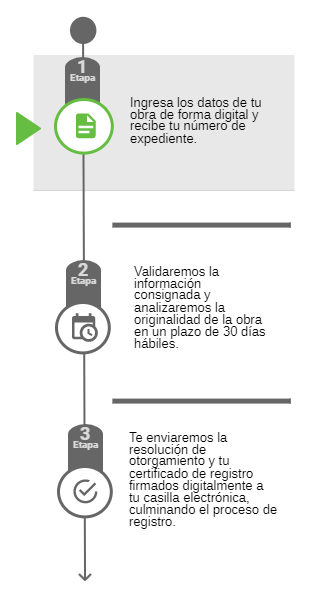 1
Etapa
Ingresa los datos de tu
obra de forma digital y
recibe tu número de
expediente.
2
Etapa
Validaremos la
información
consignada y
analizaremos la
originalidad de la obra
en un plazo de 30 días
hábiles.
3
Etapa
Te enviaremos la
resolución de
otorgamiento y tu
certificado de registro
firmados digitalmente a
tu casilla electrónica,
culminando el proceso de
registro.